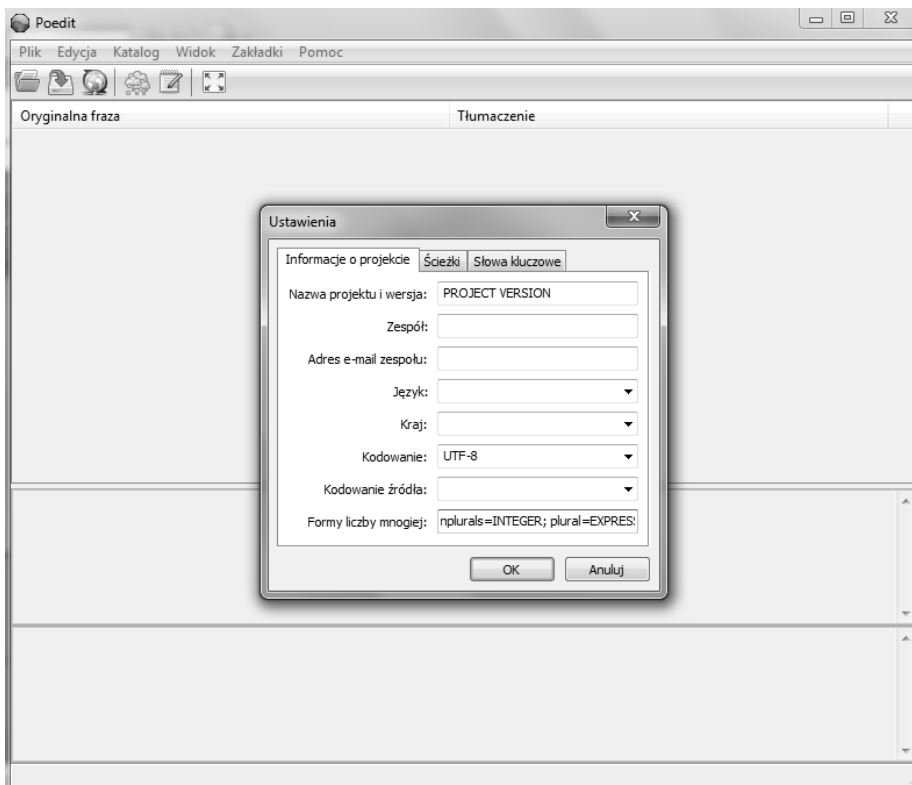 Poedit
Plik Edycja Katalog Widok Zakładki Pomoc
Oryginalna fraza Tłumaczenie
Ustawienia
Informacje o projekcie Ścieżki Słowa kluczowe
Nazwa projektu i wersja: PROJECT VERSION
Zespół:
Adres e-mail zespołu:
Język:
Kraj:
Kodowanie: UTF-8
Kodowanie źródła:
Formy liczby mnogiej: nplurals=INTEGER; plural=EXPRES
OK Anuluj